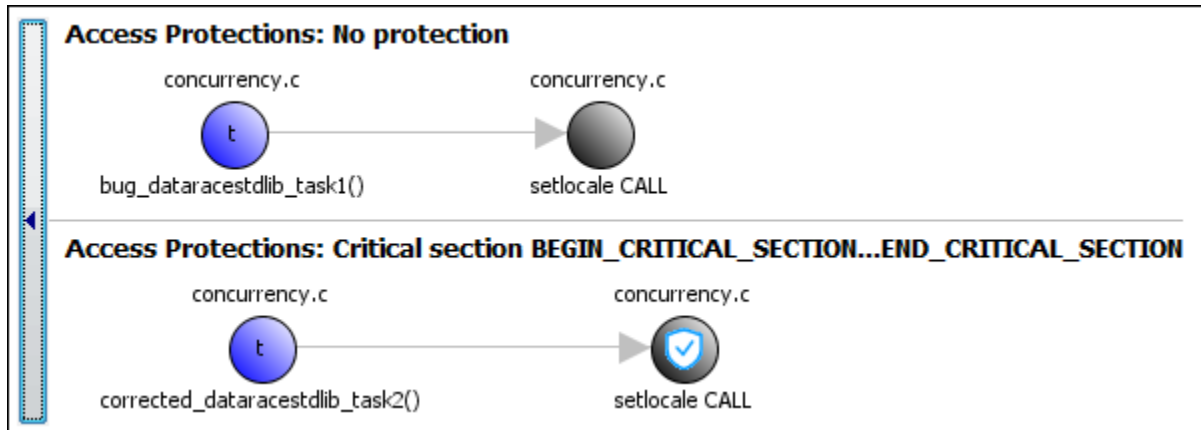 Access Protections: No protection
concurrency.c concurrency.c
t
bug_dataracestdlib_task1() setlocale CALL
Access Protections: Critical section BEGIN_CRITICAL_SECTION...END_CRITICAL_SECTION
concurrency.c concurrency.c
t
corrected_dataracestdlib_task2() setlocale CALL